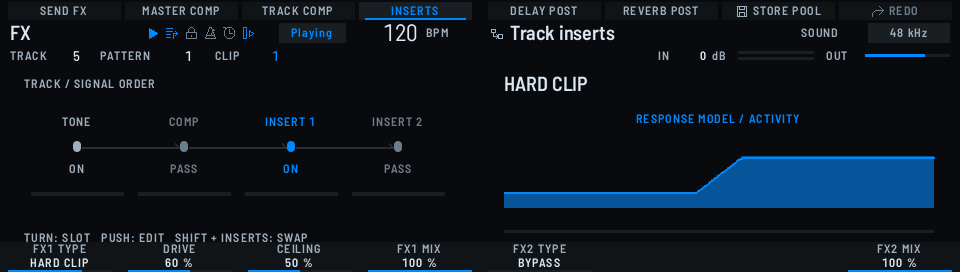 SEND FX MASTER COMP TRACK COMP INSERTS DELAY POST REVERB POST STORE POOL REDO
FX Playing 120 BPM Track inserts SOUND 48 kHz
TRACK 5 PATTERN 1 CLIP 1 IN 0 dB OUT
TRACK / SIGNAL ORDER HARD CLIP
TONE COMP INSERT 1 INSERT 2 RESPONSE MODEL / ACTIVITY
ON PASS ON PASS
TURN: SLOT PUSH: EDIT SHIFT + INSERTS: SWAP
FX1 TYPE DRIVE CEILING FX1 MIX FX2 TYPE FX2 MIX
HARD CLIP 60 % 50 % 100 % BYPASS 100 %